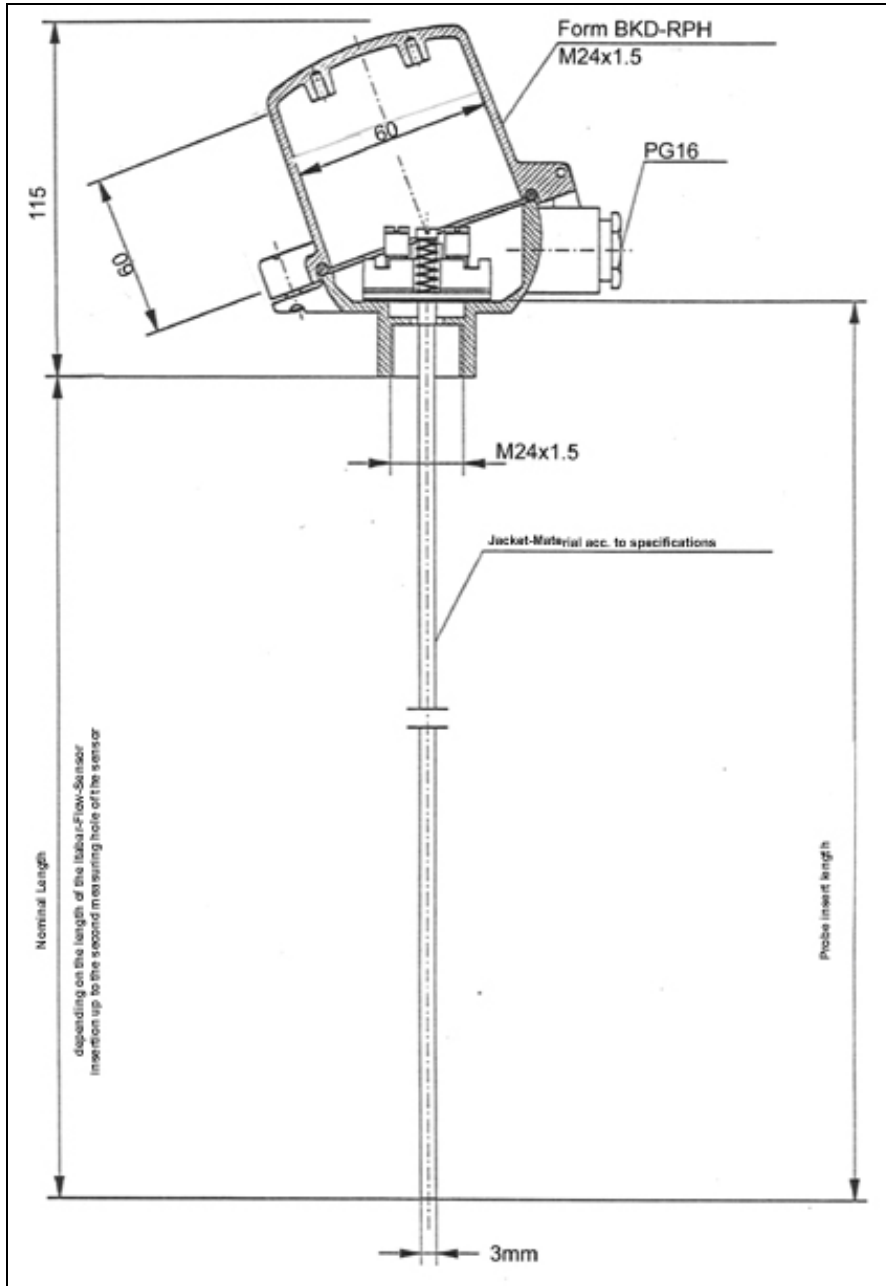 Form BKD-RPH
M24x1.5
PG16
60
115
60
M24x1.5
Jacket-Material acc. to specifications
Nominal Length
depending on the length of the Itabar-Flow-Sensor
insertion up to the second measuring hole of the sensor
Probe insert length
3mm